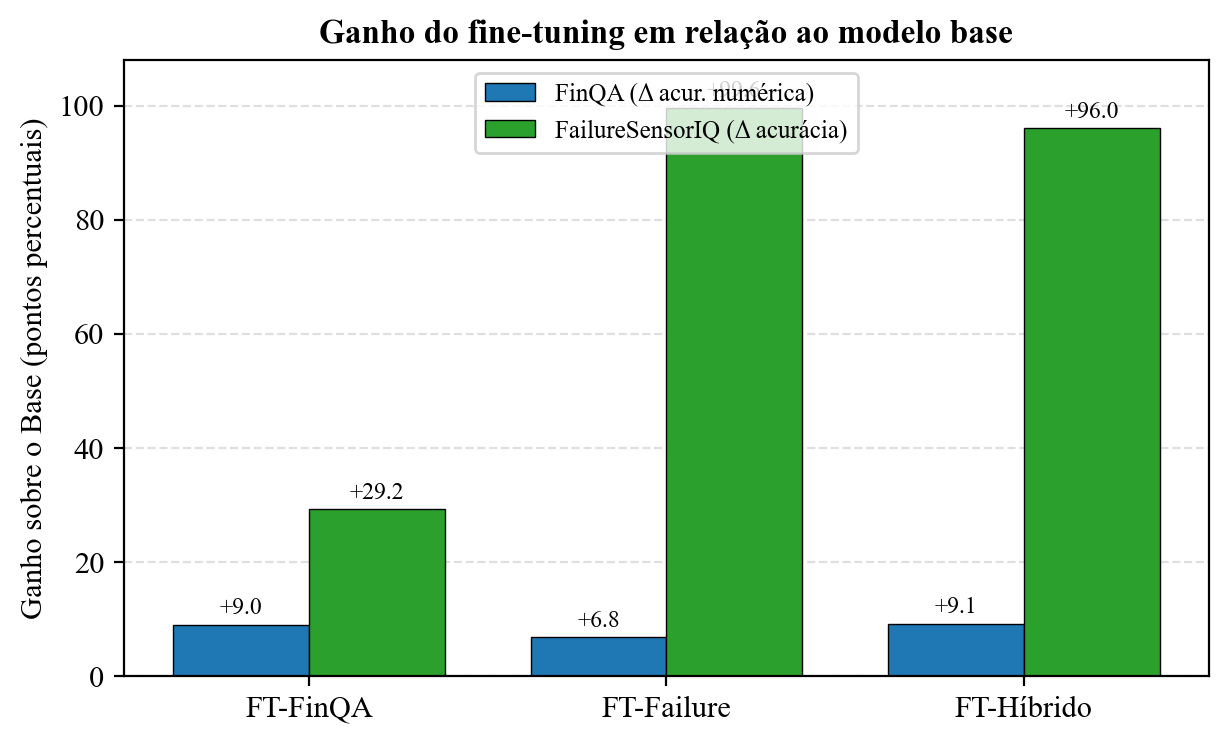 Ganho do fine-tuning em relação ao modelo base
Ganho sobre o Base (pontos percentuais)
100
80
60
40
20
0
FinQA (Δ acur. numérica)
FailureSensorIQ (Δ acurácia)
+9.0
+29.2
+6.8
+9.1
+96.0
FT-FinQA
FT-Failure
FT-Híbrido